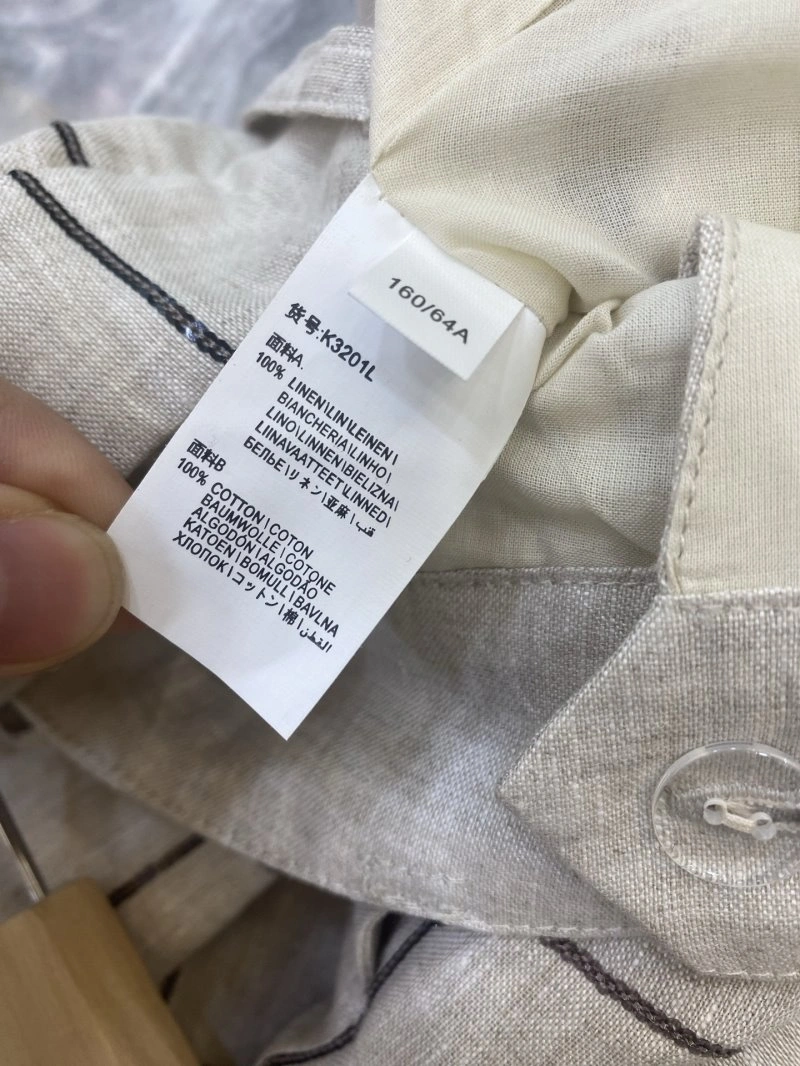 160/64A
货号:K3201L
面料A.
100% LINEN\LIN\LEINEN\
BIANCHERIA\LINHO\
LINO\LINNEN\BIELIZNA\
LIINAVAATTEET\LINNED\
БЕЛЬЕ\リネン\亚麻\
面料B
100% COTTON\COTON
BAUMWOLLE\COTONE
ALGODÓN\ALGODÃO
KATOEN\BOMULL\BAVLNA
ХЛОПОК\コットン\棉\القطن